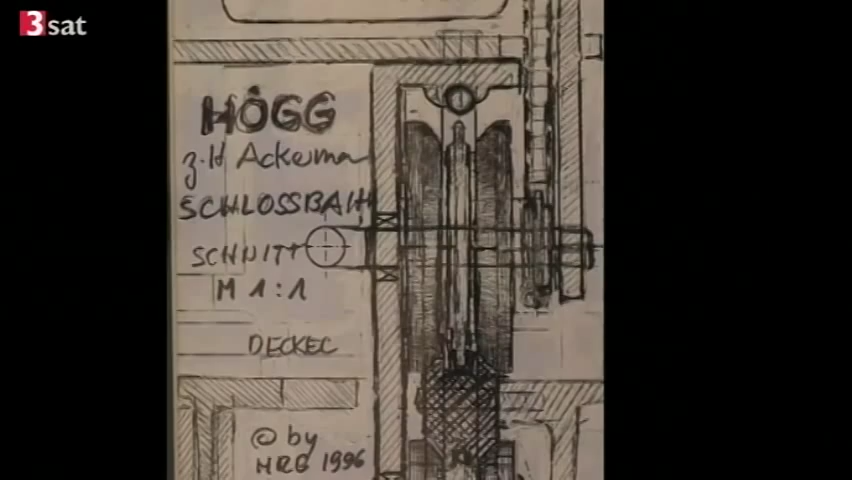 3sat
HÖGG
z.H Ackerma
SCHLOSSBAH
SCHNITT
M 1:1
DECKEL
© by
HRG 1996